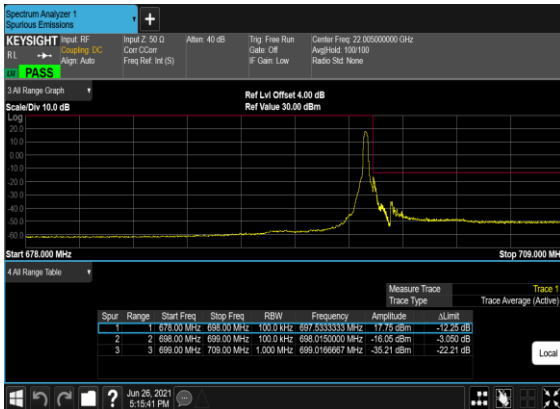 Spectrum Analyzer 1
Spurious Emissions
KEYSIGHT Input: RF Input Z: 50 Ω Atten: 40 dB Trig: Free Run Center Freq: 22.005000000 GHz
RL Coupling: DC Corr CCorr Gate: Off Avg|Hold: 100/100
Align: Auto Freq Ref: Int (S) IF Gain: Low Radio Std: None
PASS
3 All Range Graph
Ref Lvl Offset 4.00 dB
Scale/Div 10.0 dB Ref Value 30.00 dBm
Log
20.0
10.0
0.00
-10.0
-20.0
-30.0
-40.0
-50.0
-60.0
Start 678.000 MHz Stop 709.000 MH
4 All Range Table
Measure Trace Trace 1
Trace Type Trace Average (Active)
Spur Range Start Freq Stop Freq RBW Frequency Amplitude ΔLimit
1 1 678.00 MHz 698.00 MHz 100.0 kHz 697.5333333 MHz 17.75 dBm -12.25 dB
2 2 698.00 MHz 699.00 MHz 100.0 kHz 698.0150000 MHz -16.05 dBm -3.050 dB
3 3 699.00 MHz 709.00 MHz 1.000 MHz 699.0166667 MHz -35.21 dBm -22.21 dB
Local
Jun 26, 2021
5:15:41 PM